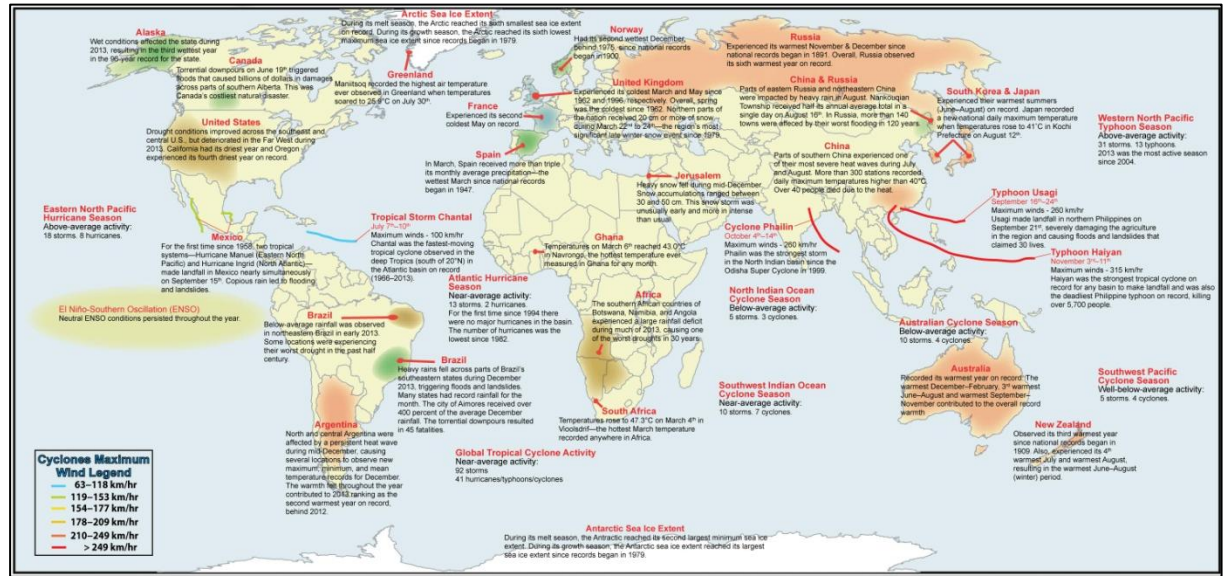 Arctic Sea Ice Extent
During its melt season, the Arctic reached its sixth smallest sea ice extent
on record. During its growth season, the Arctic reached its sixth lowest
maximum sea ice extent since records began in 1979.
Alaska
Wet conditions affected the state during
2013, resulting in the third wettest year
in the 96-year record for the state.
Canada
Torrential downpours on June 19th triggered
floods that caused billions of dollars in damages
across parts of southern Alberta. This was
Canada's costliest natural disaster.
Greenland
Maniitsoq recorded the highest air temperature
ever observed in Greenland when temperatures
soared to 25.9°C on July 30th.
Norway
Had its second wettest December,
behind 1975, since national records
began in 1900.
Russia
Experienced its warmest November & December since
national records began in 1891. Overall, Russia observed
its sixth warmest year on record.
United Kingdom
Experienced its coldest March and May since
1962 and 1996, respectively. Overall, spring
was the coldest since 1962. Northern parts of
the nation received 20 cm or more of snow
during March 22nd to 24th—the region's most
significant late winter snow event since 1979.
China & Russia
Parts of eastern Russia and northeastern China
were impacted by heavy rain in August. Nankouqian
Township received half its annual average total in a
single day on August 16th. In Russia, more than 140
towns were affected by their worst flooding in 120 years.
South Korea & Japan
Experienced their warmest summers
(June–August) on record. Japan recorded
a new national daily maximum temperature
when temperatures rose to 41°C in Kochi
Prefecture on August 12th.
Western North Pacific
Typhoon Season
Above-average activity:
31 storms. 13 typhoons.
2013 was the most active season
since 2004.
France
Experienced its second
coldest May on record.
United States
Drought conditions improved across the southeast and
central U.S., but deteriorated in the Far West during
2013. California had its driest year and Oregon
experienced its fourth driest year on record.
Spain
In March, Spain received more than triple
its monthly average precipitation—the
wettest March since national records
began in 1947.
Jerusalem
Heavy snow fell during mid-December.
Snow accumulations ranged between
30 and 50 cm. This snow storm was
unusually early and more in intense
than usual.
China
Parts of southern China experienced one
of their most severe heat waves during July
and August. More than 300 stations recorded
daily maximum temparatures higher than 40°C.
Over 40 people died due to the heat.
Eastern North Pacific
Hurricane Season
Above-average activity:
18 storms. 8 hurricanes.
Mexico
For the first time since 1958, two tropical
systems—Hurricane Manuel (Eastern North
Pacific) and Hurricane Ingrid (North Atlantic)—
made landfall in Mexico nearly simultaneously
on September 15th. Copious rain led to flooding
and landslides.
Tropical Storm Chantal
July 7th–10th
Maximum winds - 100 km/hr
Chantal was the fastest-moving
tropical cyclone observed in the
deep Tropics (south of 20°N) in
the Atlantic basin on record
(1966–2013).
Ghana
Temperatures on March 6th reached 43.0°C
in Navrongo, the hottest temperature ever
measured in Ghana for any month.
Cyclone Phailin
October 4th–14th
Maximum winds - 260 km/hr
Phailin was the strongest storm
in the North Indian basin since the
Odisha Super Cyclone in 1999.
Typhoon Usagi
September 16th–24th
Maximum winds - 260 km/hr
Usagi made landfall in northern Philippines on
September 21st, severely damaging the agriculture
in the region and causing floods and landslides that
claimed 30 lives.
Typhoon Haiyan
November 3rd–11th
Maximum winds - 315 km/hr
Haiyan was the strongest tropical cyclone on
record for any basin to make landfall and was also
the deadliest Philippine typhoon on record, killing
over 5,700 people.
El Niño-Southern Oscillation (ENSO)
Neutral ENSO conditions persisted throughout the year.
Atlantic Hurricane
Season
Near-average activity:
13 storms. 2 hurricanes.
For the first time since 1994 there
were no major hurricanes in the basin.
The number of hurricanes was the
lowest since 1982.
Africa
The southern African countries of
Botswana, Namibia, and Angola
experienced a large rainfall deficit
during much of 2013, causing one
of the worst droughts in 30 years.
North Indian Ocean
Cyclone Season
Below-average activity:
5 storms. 3 cyclones.
Australian Cyclone Season
Below-average activity:
10 storms. 4 cyclones.
Brazil
Below-average rainfall was observed
in northeastern Brazil in early 2013.
Some locations were experiencing
their worst drought in the past half
century.
Brazil
Heavy rains fell across parts of Brazil's
southeastern states during December
2013, triggering floods and landslides.
Many states had record rainfall for the
month. The city of Aimores received over
400 percent of the average December
rainfall. The torrential dowpours resulted
in 45 fatalities.
Australia
Recorded its warmest year on record. The
warmest December–February, 3rd warmest
June–August and warmest September–
November contributed to the overall record
warmth
Southwest Pacific
Cyclone Season
Well-below-average activity:
5 storms. 4 cyclones.
Southwest Indian Ocean
Cyclone Season
Near-average activity:
10 storms. 7 cyclones.
South Africa
Temperatures rose to 47.3°C on March 4th in
Vioolsdrif—the hottest March temperature
recorded anywhere in Africa.
Argentina
North and central Argentina were
affected by a persistent heat wave
during mid-December, causing
several locations to observe new
maximum, minimum, and mean
temperature records for December.
The warmth felt throughout the year
contributed to 2013 ranking as the
second warmest year on record,
behind 2012.
New Zealand
Observed its third warmest year
since national records began in
1909. Also, experienced its 4th
warmest July and warmest August,
resulting in the warmest June–August
(winter) period.
Global Tropical Cyclone Activity
Near-average activity:
92 storms
41 hurricanes/typhoons/cyclones
Cyclones Maximum
Wind Legend
63–118 km/hr
119–153 km/hr
154–177 km/hr
178–209 km/hr
210–249 km/hr
> 249 km/hr
Antarctic Sea Ice Extent
During its melt season, the Antractic reached its second largest minimum sea ice
extent. During its growth season, the Antarctic sea ice extent reached its largest
sea ice extent since records began in 1979.